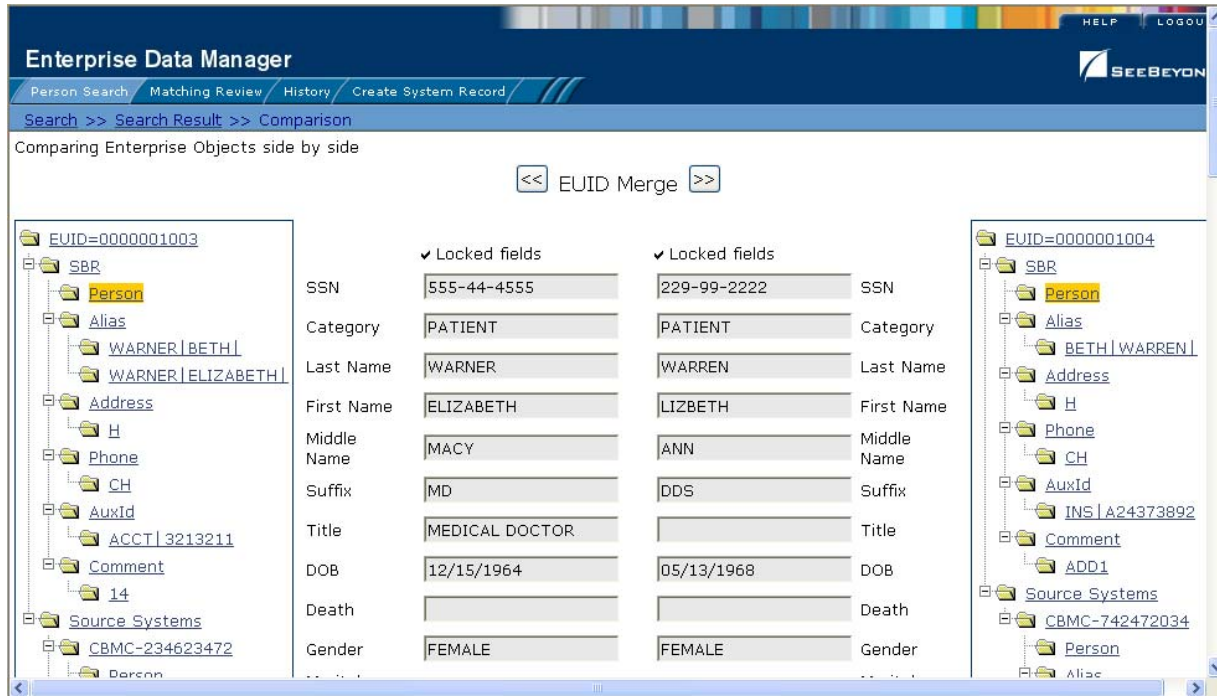 HELP LOGOU
Enterprise Data Manager
SEEBEYON
Person Search Matching Review History Create System Record
Search >> Search Result >> Comparison
Comparing Enterprise Objects side by side
<< EUID Merge >>
EUID=0000001003
SBR
Person
Alias
WARNER|BETH|
WARNER|ELIZABETH|
Address
H
Phone
CH
AuxId
ACCT|3213211
Comment
14
Source Systems
CBMC-234623472
Person
✓ Locked fields ✓ Locked fields
SSN 555-44-4555 229-99-2222 SSN
Category PATIENT PATIENT Category
Last Name WARNER WARREN Last Name
First Name ELIZABETH LIZBETH First Name
Middle Name MACY ANN Middle Name
Suffix MD DDS Suffix
Title MEDICAL DOCTOR Title
DOB 12/15/1964 05/13/1968 DOB
Death Death
Gender FEMALE FEMALE Gender
EUID=0000001004
SBR
Person
Alias
BETH|WARREN|
Address
H
Phone
CH
AuxId
INS|A24373892
Comment
ADD1
Source Systems
CBMC-742472034
Person
Alias